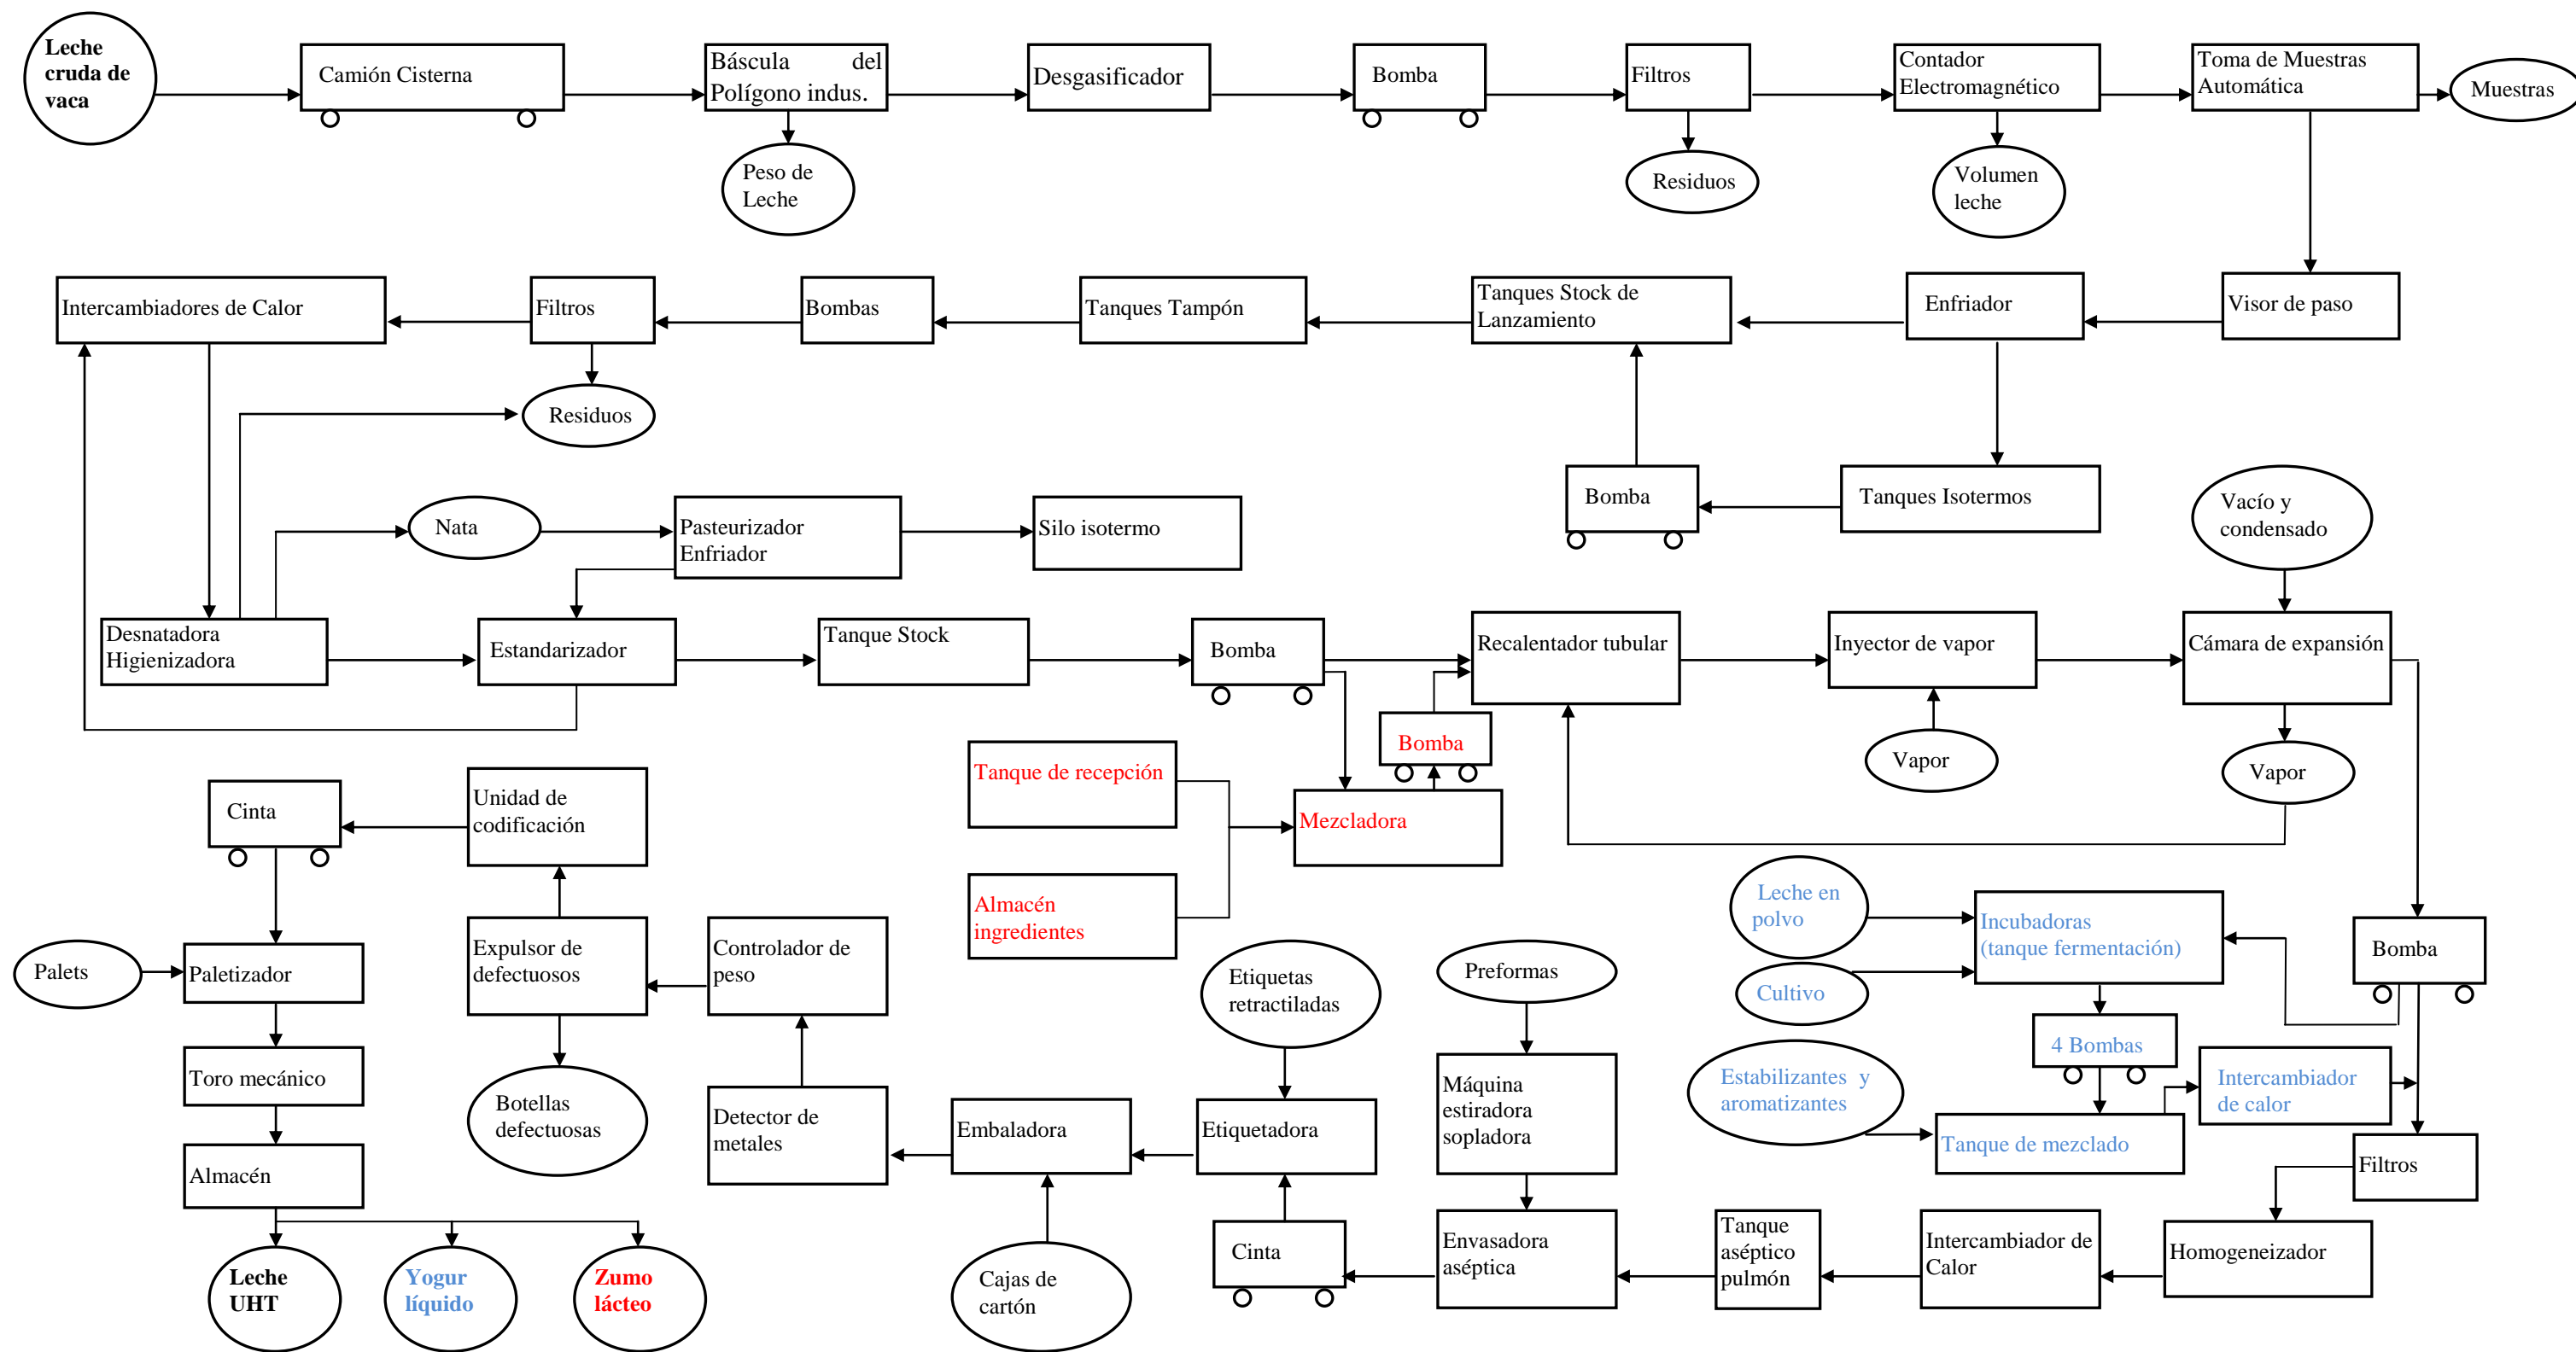 Leche
cruda de
vaca
Camión Cisterna
Báscula del
Polígono indus.
Desgasificador
Bomba
Filtros
Contador
Electromagnético
Toma de Muestras
Automática
Muestras
Peso de
Leche
Residuos
Volumen
leche
Intercambiadores de Calor
Filtros
Bombas
Tanques Tampón
Tanques Stock de
Lanzamiento
Enfriador
Visor de paso
Residuos
Bomba
Tanques Isotermos
Vacío y
condensado
Nata
Pasteurizador
Enfriador
Silo isotermo
Desnatadora
Higienizadora
Estandarizador
Tanque Stock
Bomba
Recalentador tubular
Inyector de vapor
Cámara de expansión
Bomba
Vapor
Vapor
Tanque de recepción
Mezcladora
Almacén
ingredientes
Cinta
Unidad de
codificación
Leche en
polvo
Incubadoras
(tanque fermentación)
Bomba
Palets
Paletizador
Expulsor de
defectuosos
Controlador de
peso
Etiquetas
retractiladas
Preformas
Cultivo
4 Bombas
Toro mecánico
Botellas
defectuosas
Detector de
metales
Embaladora
Etiquetadora
Máquina
estiradora
sopladora
Estabilizantes y
aromatizantes
Intercambiador
de calor
Tanque de mezclado
Filtros
Almacén
Leche
UHT
Yogur
líquido
Zumo
lácteo
Cajas de
cartón
Cinta
Envasadora
aséptica
Tanque
aséptico
pulmón
Intercambiador de
Calor
Homogeneizador